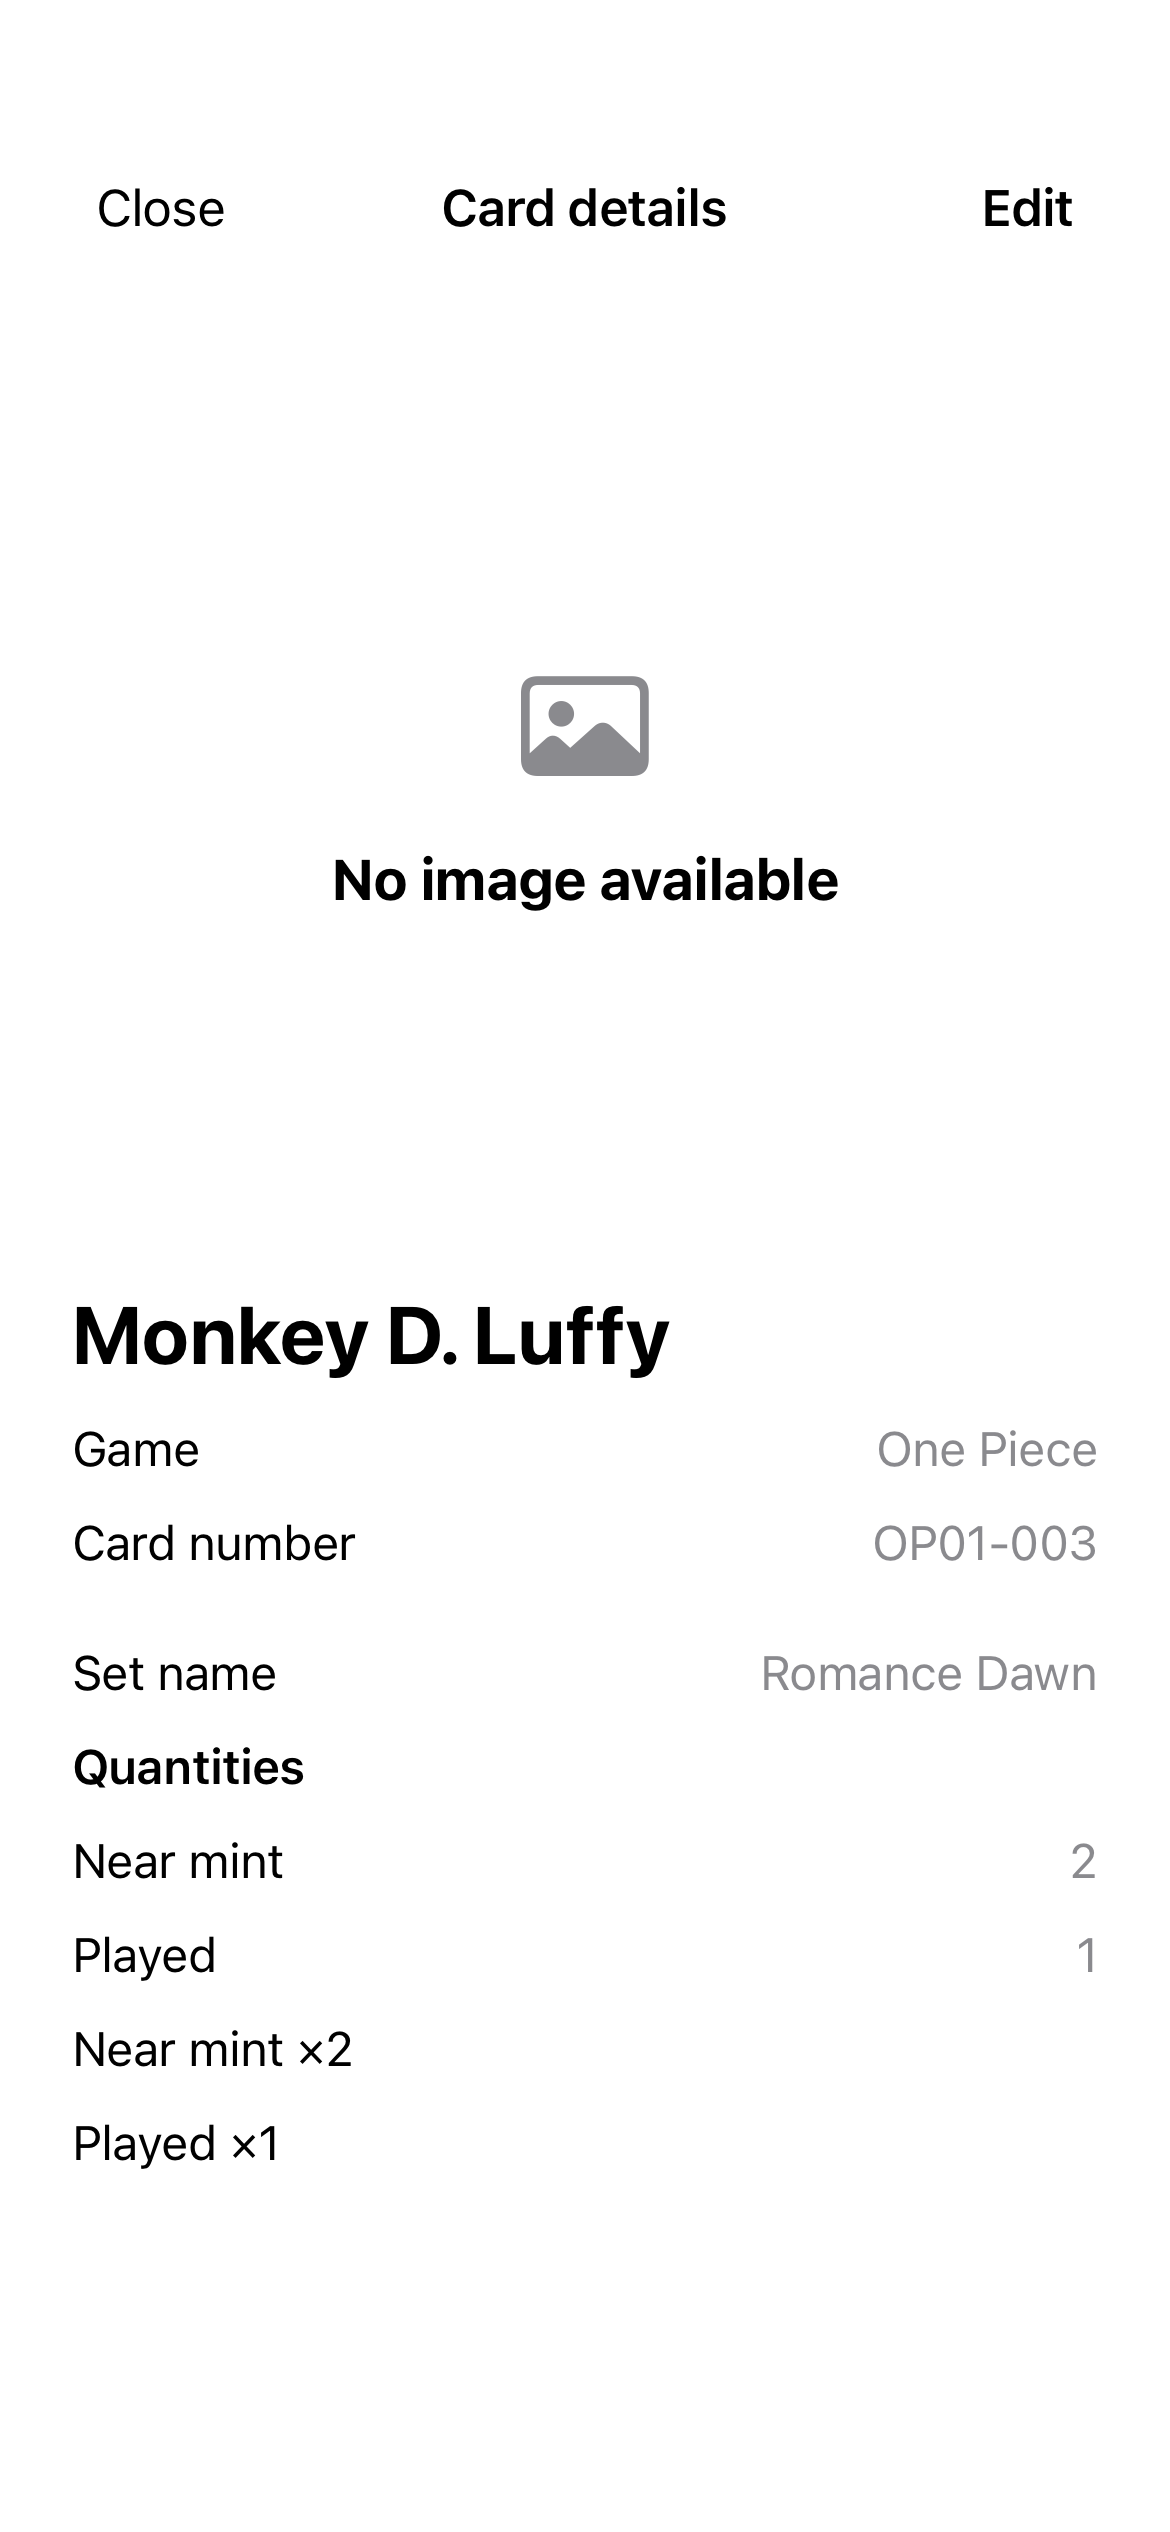 Close Card details Edit
No image available
Monkey D. Luffy
Game One Piece
Card number OP01-003
Set name Romance Dawn
Quantities
Near mint 2
Played 1
Near mint ×2
Played ×1